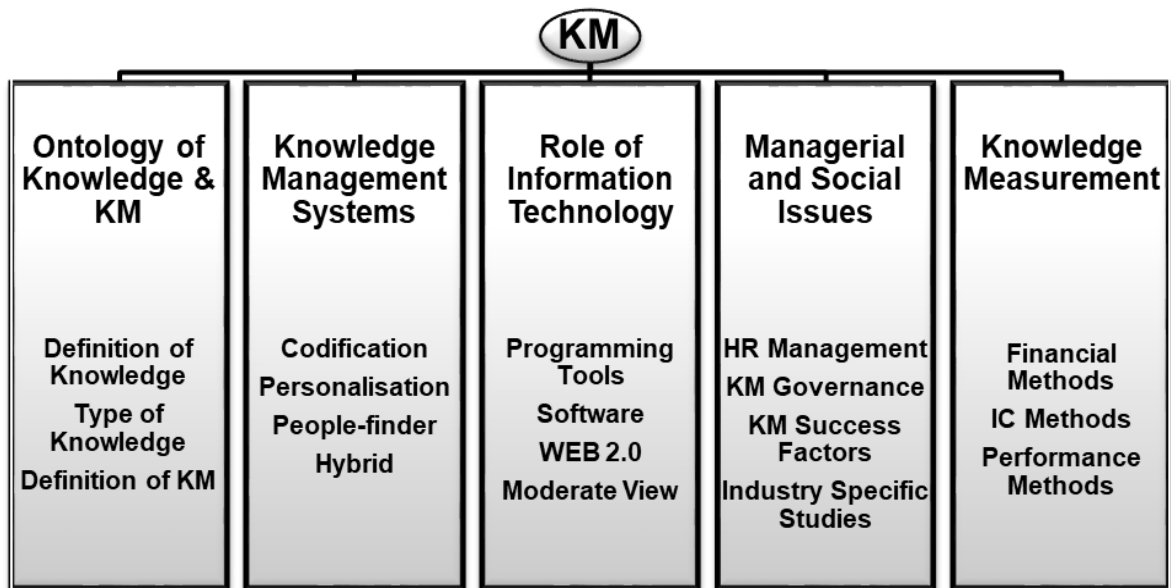 KM
Ontology of
Knowledge &
KM
Definition of
Knowledge
Type of
Knowledge
Definition of KM
Knowledge
Management
Systems
Codification
Personalisation
People-finder
Hybrid
Role of
Information
Technology
Programming
Tools
Software
WEB 2.0
Moderate View
Managerial
and Social
Issues
HR Management
KM Governance
KM Success
Factors
Industry Specific
Studies
Knowledge
Measurement
Financial
Methods
IC Methods
Performance
Methods